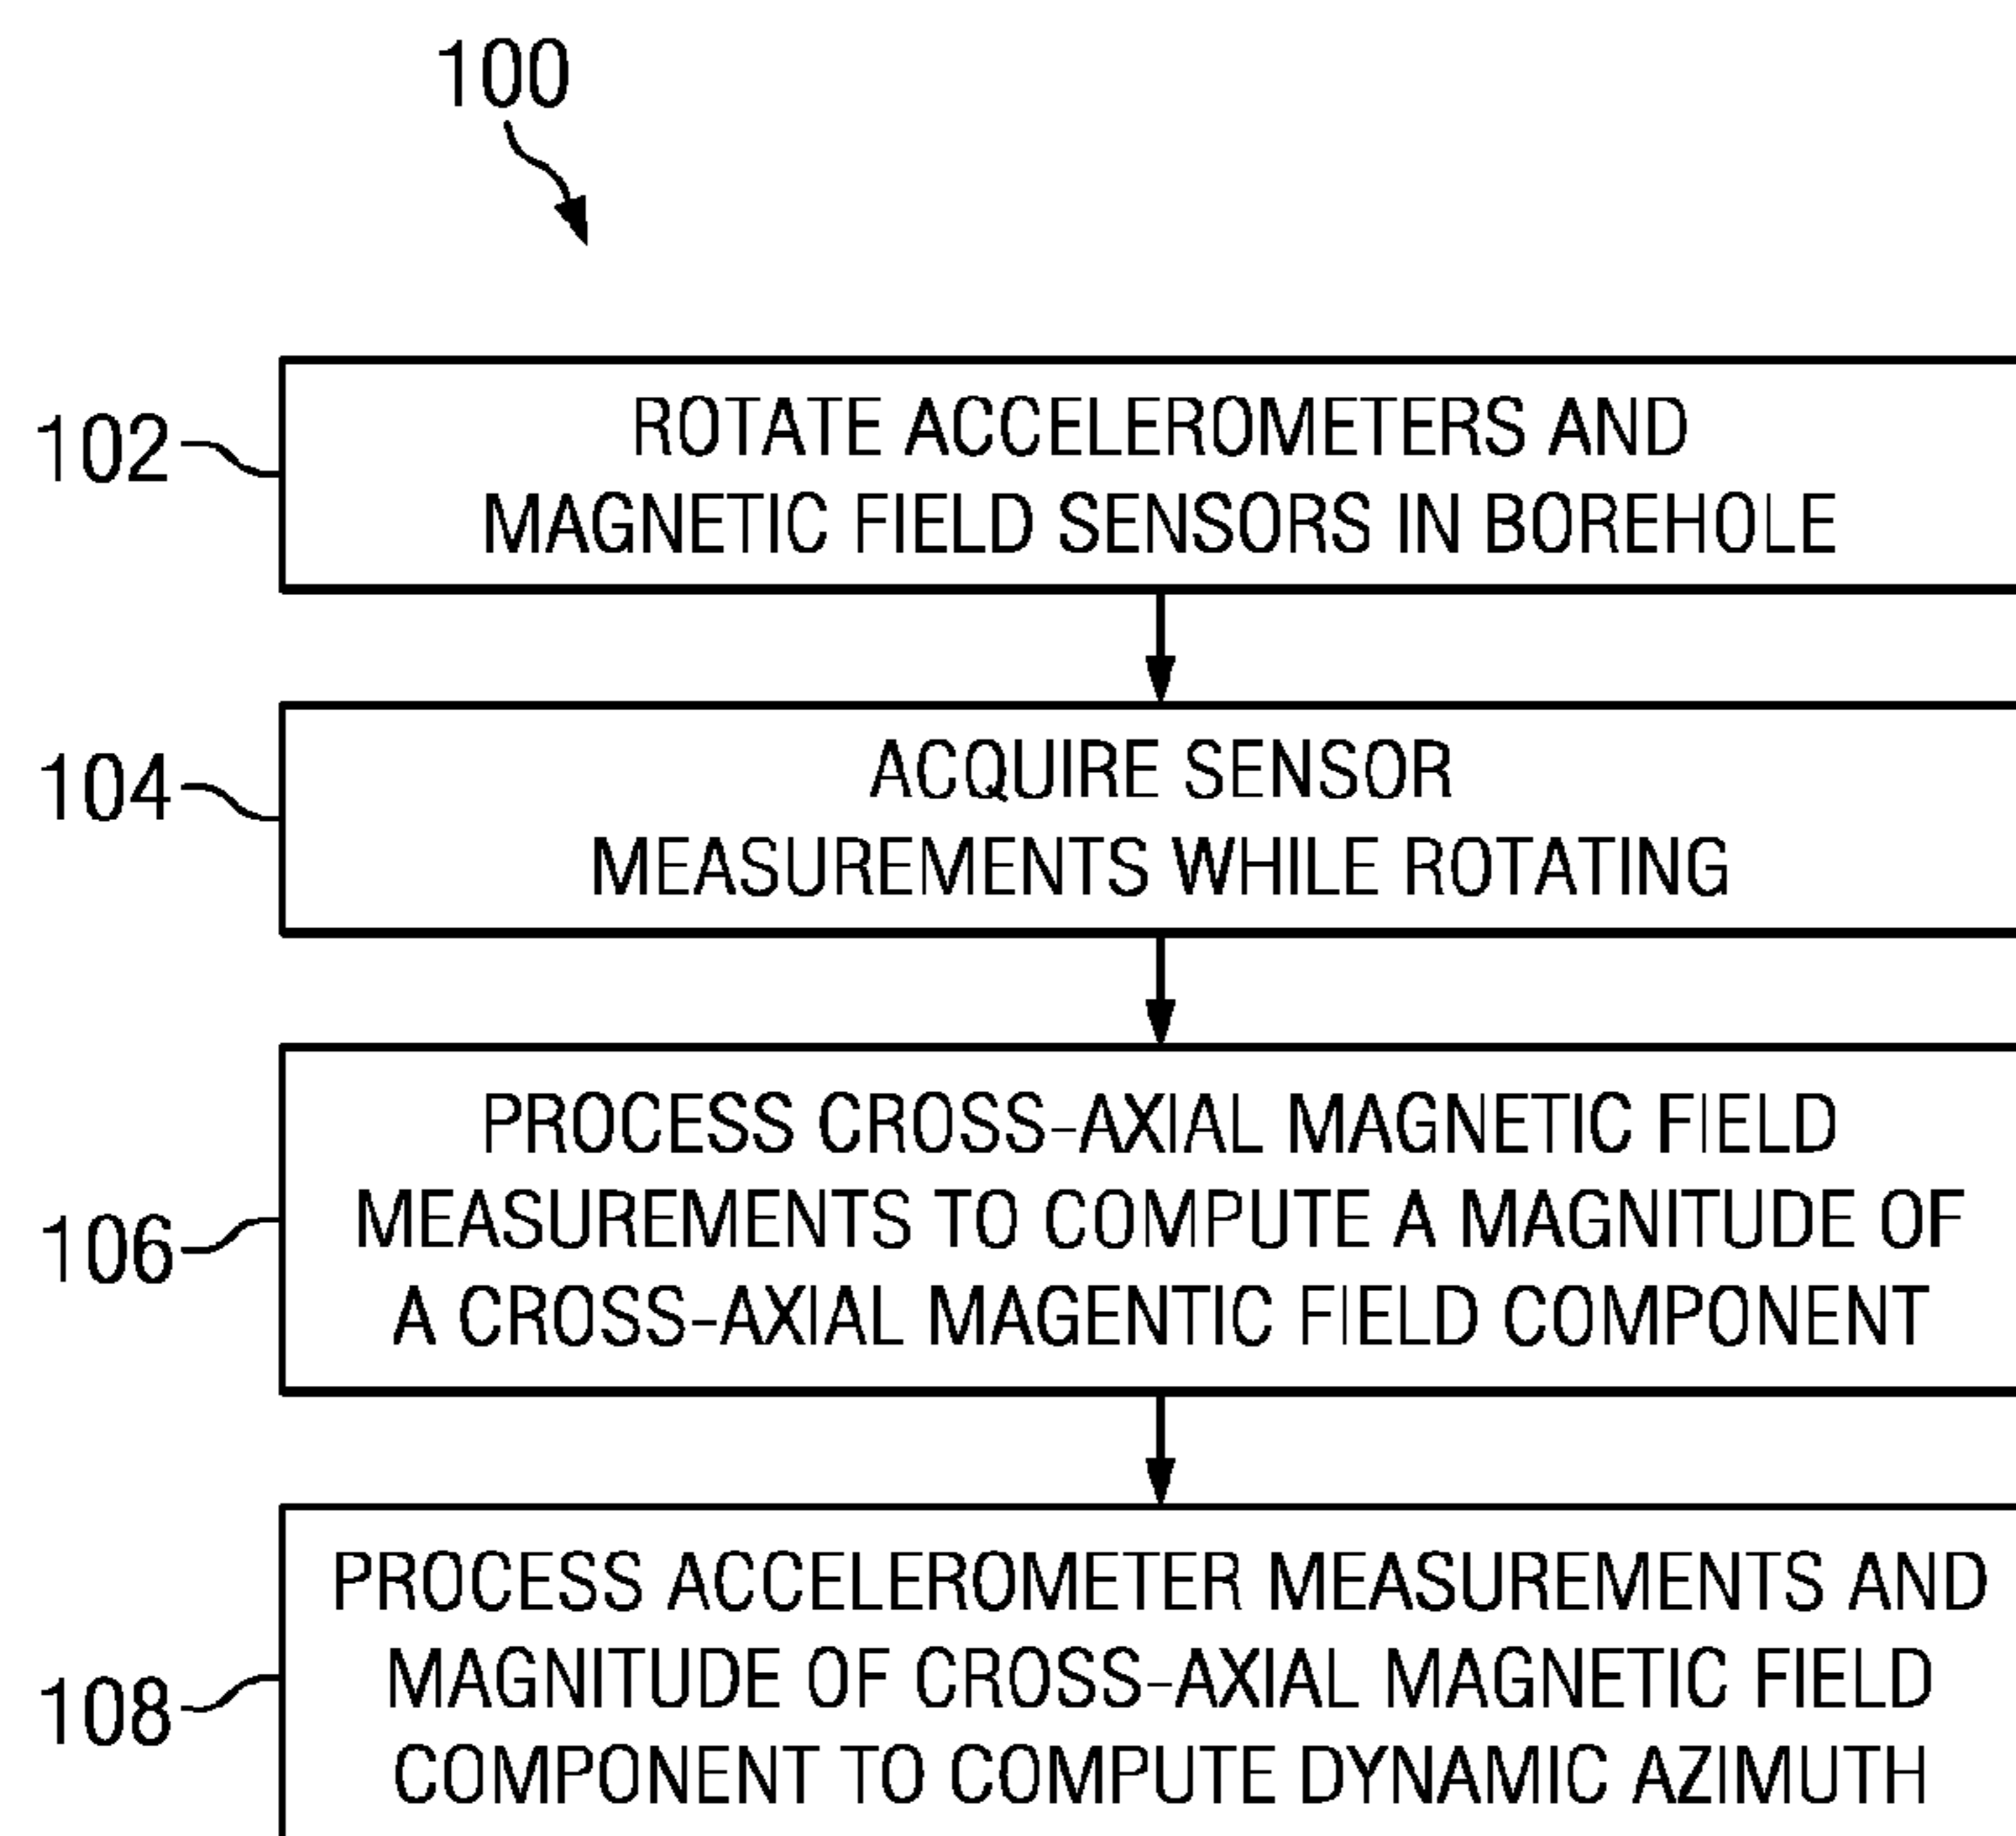 100
102
ROTATE ACCELEROMETERS AND
MAGNETIC FIELD SENSORS IN BOREHOLE
104
ACQUIRE SENSOR
MEASUREMENTS WHILE ROTATING
106
PROCESS CROSS-AXIAL MAGNETIC FIELD
MEASUREMENTS TO COMPUTE A MAGNITUDE OF
A CROSS-AXIAL MAGENTIC FIELD COMPONENT
108
PROCESS ACCELEROMETER MEASUREMENTS AND
MAGNITUDE OF CROSS-AXIAL MAGNETIC FIELD
COMPONENT TO COMPUTE DYNAMIC AZIMUTH